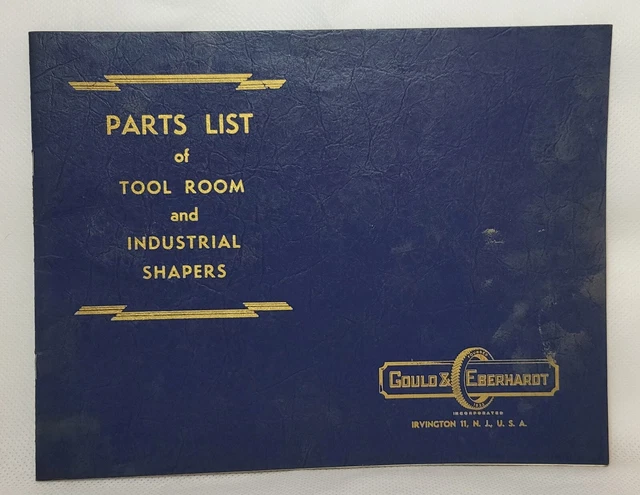 PARTS LIST
of
TOOL ROOM
and
INDUSTRIAL
SHAPERS
GOULD & EBERHARDT
INCORPORATED
IRVINGTON 11, N. J., U. S. A.